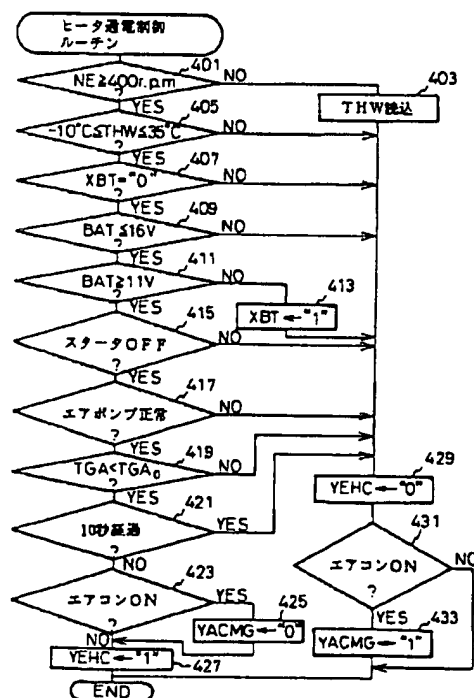 ヒータ通電制御
ルーチン
401
NE≧400r.p.m
?
NO
YES
403
THW読込
405
-10°C≦THW≦35°C
?
NO
YES
407
XBT="0"
?
NO
YES
409
BAT≦16V
?
NO
YES
411
BAT≧11V
?
NO
YES
413
XBT←"1"
415
スタータOFF
?
NO
YES
417
エアポンプ正常
?
NO
YES
419
TGA<TGA₀
?
NO
YES
421
10秒経過
?
YES
NO
423
エアコンON
?
YES
NO
425
YACMG←"0"
YEHC←"1"
427
END
429
YEHC←"0"
431
エアコンON
?
NO
YES
433
YACMG←"1"